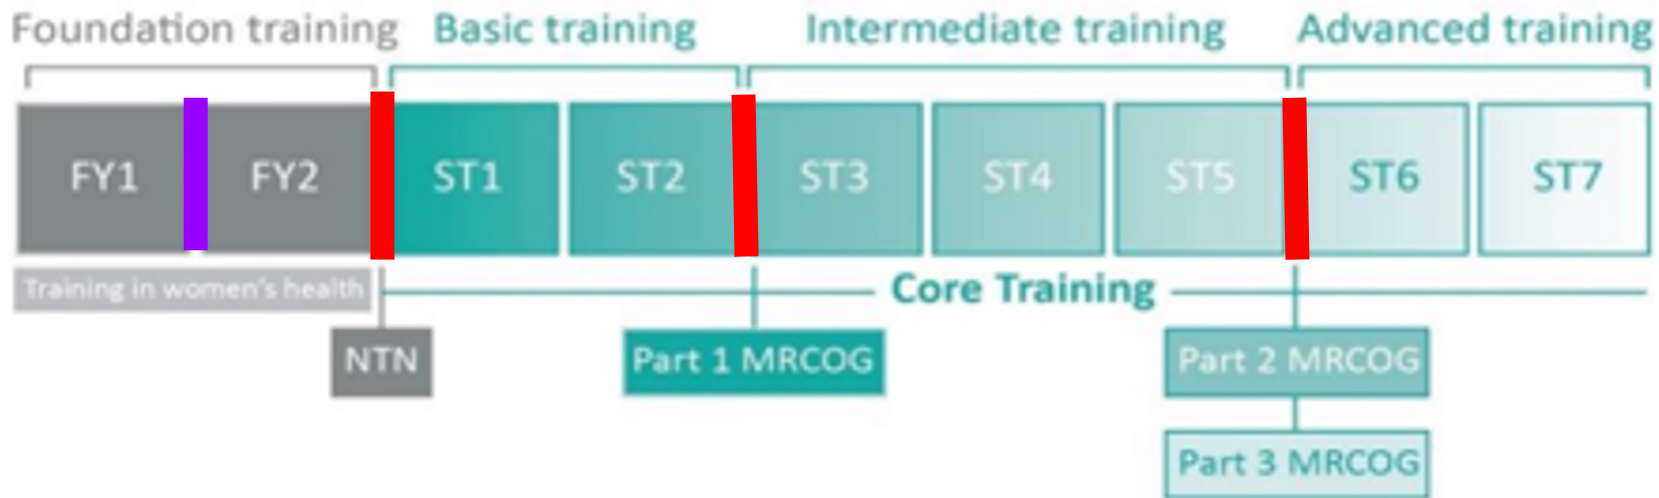 Foundation training Basic training Intermediate training Advanced training
FY1 FY2 ST1 ST2 ST3 ST4 ST5 ST6 ST7
Training in women's health Core Training
NTN Part 1 MRCOG Part 2 MRCOG
Part 3 MRCOG